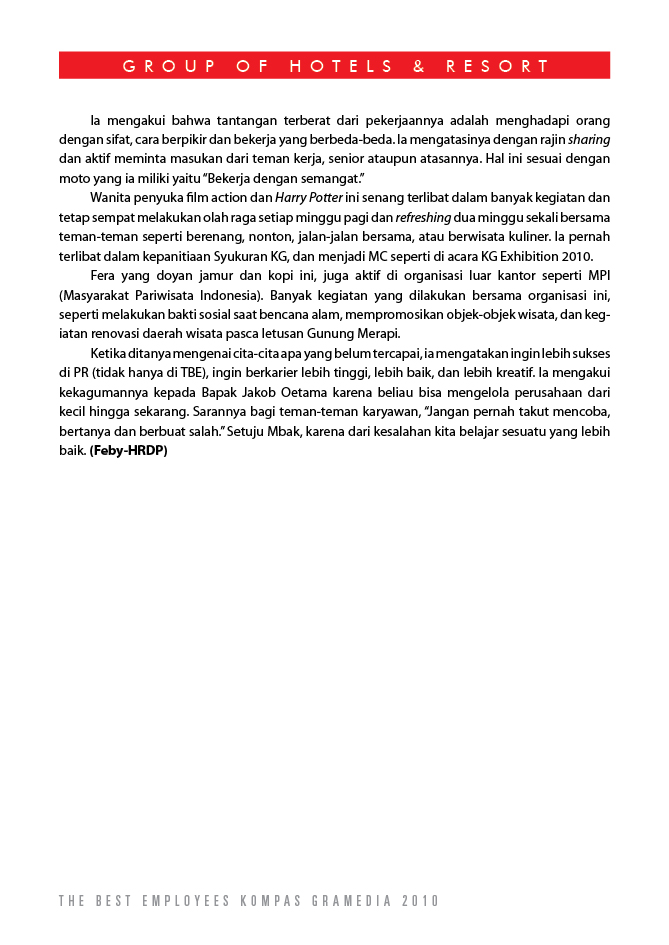 GROUP OF HOTELS & RESORT
Ia mengakui bahwa tantangan terberat dari pekerjaannya adalah menghadapi orang
dengan sifat, cara berpikir dan bekerja yang berbeda-beda. Ia mengatasinya dengan rajin sharing
dan aktif meminta masukan dari teman kerja, senior ataupun atasannya. Hal ini sesuai dengan
moto yang ia miliki yaitu “Bekerja dengan semangat.”
Wanita penyuka film action dan Harry Potter ini senang terlibat dalam banyak kegiatan dan
tetap sempat melakukan olah raga setiap minggu pagi dan refreshing dua minggu sekali bersama
teman-teman seperti berenang, nonton, jalan-jalan bersama, atau berwisata kuliner. Ia pernah
terlibat dalam kepanitiaan Syukuran KG, dan menjadi MC seperti di acara KG Exhibition 2010.
Fera yang doyan jamur dan kopi ini, juga aktif di organisasi luar kantor seperti MPI
(Masyarakat Pariwisata Indonesia). Banyak kegiatan yang dilakukan bersama organisasi ini,
seperti melakukan bakti sosial saat bencana alam, mempromosikan objek-objek wisata, dan keg-
iatan renovasi daerah wisata pasca letusan Gunung Merapi.
Ketika ditanya mengenai cita-cita apa yang belum tercapai, ia mengatakan ingin lebih sukses
di PR (tidak hanya di TBE), ingin berkarier lebih tinggi, lebih baik, dan lebih kreatif. Ia mengakui
kekagumannya kepada Bapak Jakob Oetama karena beliau bisa mengelola perusahaan dari
kecil hingga sekarang. Sarannya bagi teman-teman karyawan, “Jangan pernah takut mencoba,
bertanya dan berbuat salah.” Setuju Mbak, karena dari kesalahan kita belajar sesuatu yang lebih
baik. (Feby-HRDP)
THE BEST EMPLOYEES KOMPAS GRAMEDIA 2010